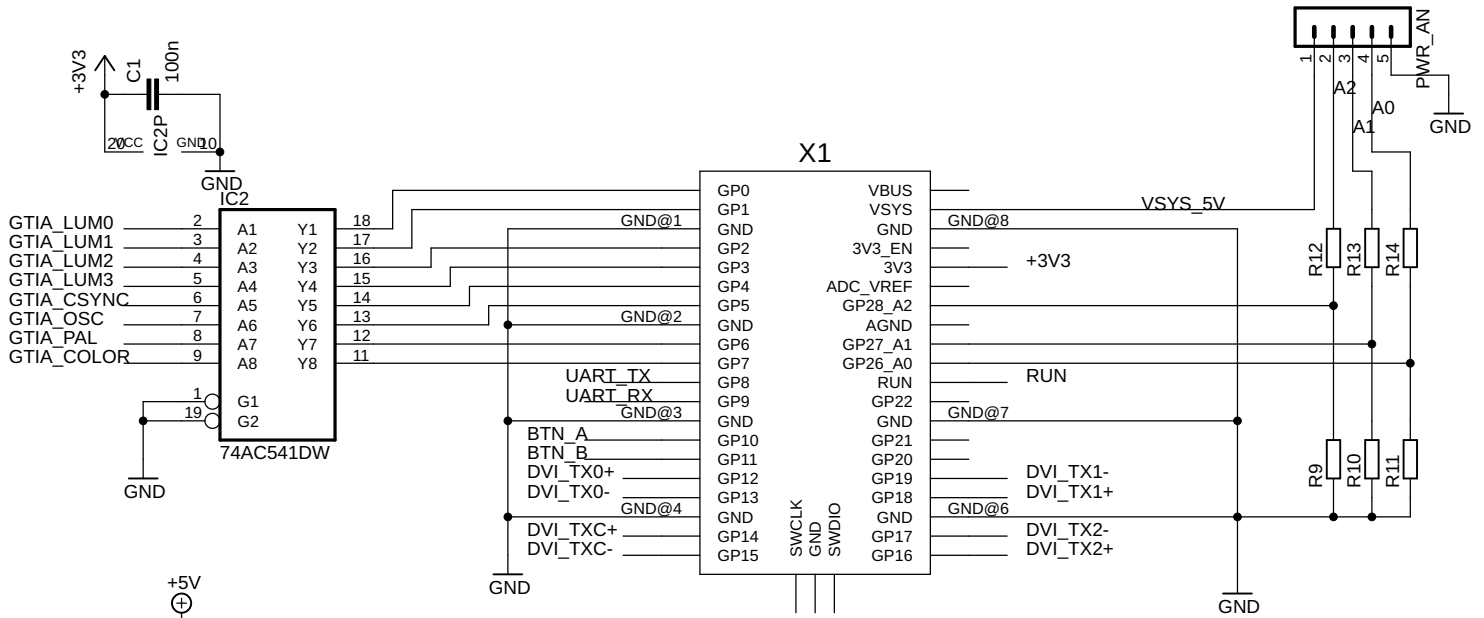 +3V3
C1
100n
20
VCC
IC2P
GND
10
GND
IC2
GTIA_LUM0
GTIA_LUM1
GTIA_LUM2
GTIA_LUM3
GTIA_CSYNC
GTIA_OSC
GTIA_PAL
GTIA_COLOR
2 A1 Y1 18
3 A2 Y2 17
4 A3 Y3 16
5 A4 Y4 15
6 A5 Y5 14
7 A6 Y6 13
8 A7 Y7 12
9 A8 Y8 11
1 G1
19 G2
74AC541DW
GND
+5V
X1
GP0 VBUS
GP1 VSYS VSYS_5V
GND@1 GND GND GND@8
GP2 3V3_EN
GP3 3V3 +3V3
GP4 ADC_VREF
GP5 GP28_A2
GND@2 GND AGND
GP6 GP27_A1
GP7 GP26_A0
UART_TX GP8 RUN RUN
UART_RX GP9 GP22
GND@3 GND GND GND@7
BTN_A GP10 GP21
BTN_B GP11 GP20
DVI_TX0+ GP12 GP19 DVI_TX1-
DVI_TX0- GP13 GP18 DVI_TX1+
GND@4 GND GND GND@6
DVI_TXC+ GP14 GP17 DVI_TX2-
DVI_TXC- GP15 GP16 DVI_TX2+
SWCLK
GND
SWDIO
GND
GND
PWR_AN
1
2
3
4
5
A2
A0
A1
GND
R12
R13
R14
R9
R10
R11